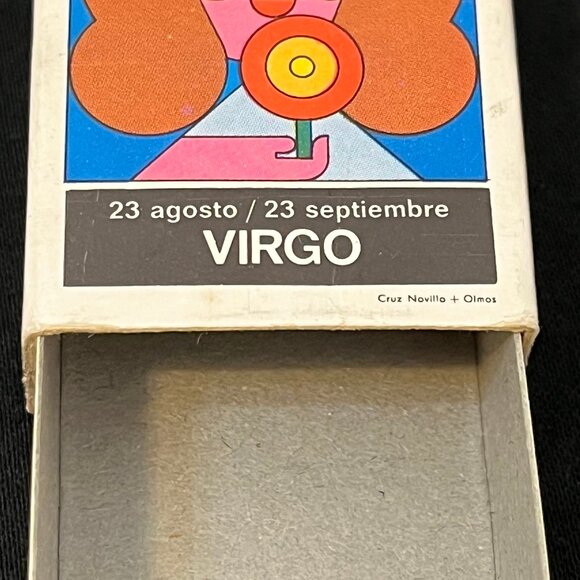 23 agosto / 23 septiembre
VIRGO
Cruz Novillo + Olmos